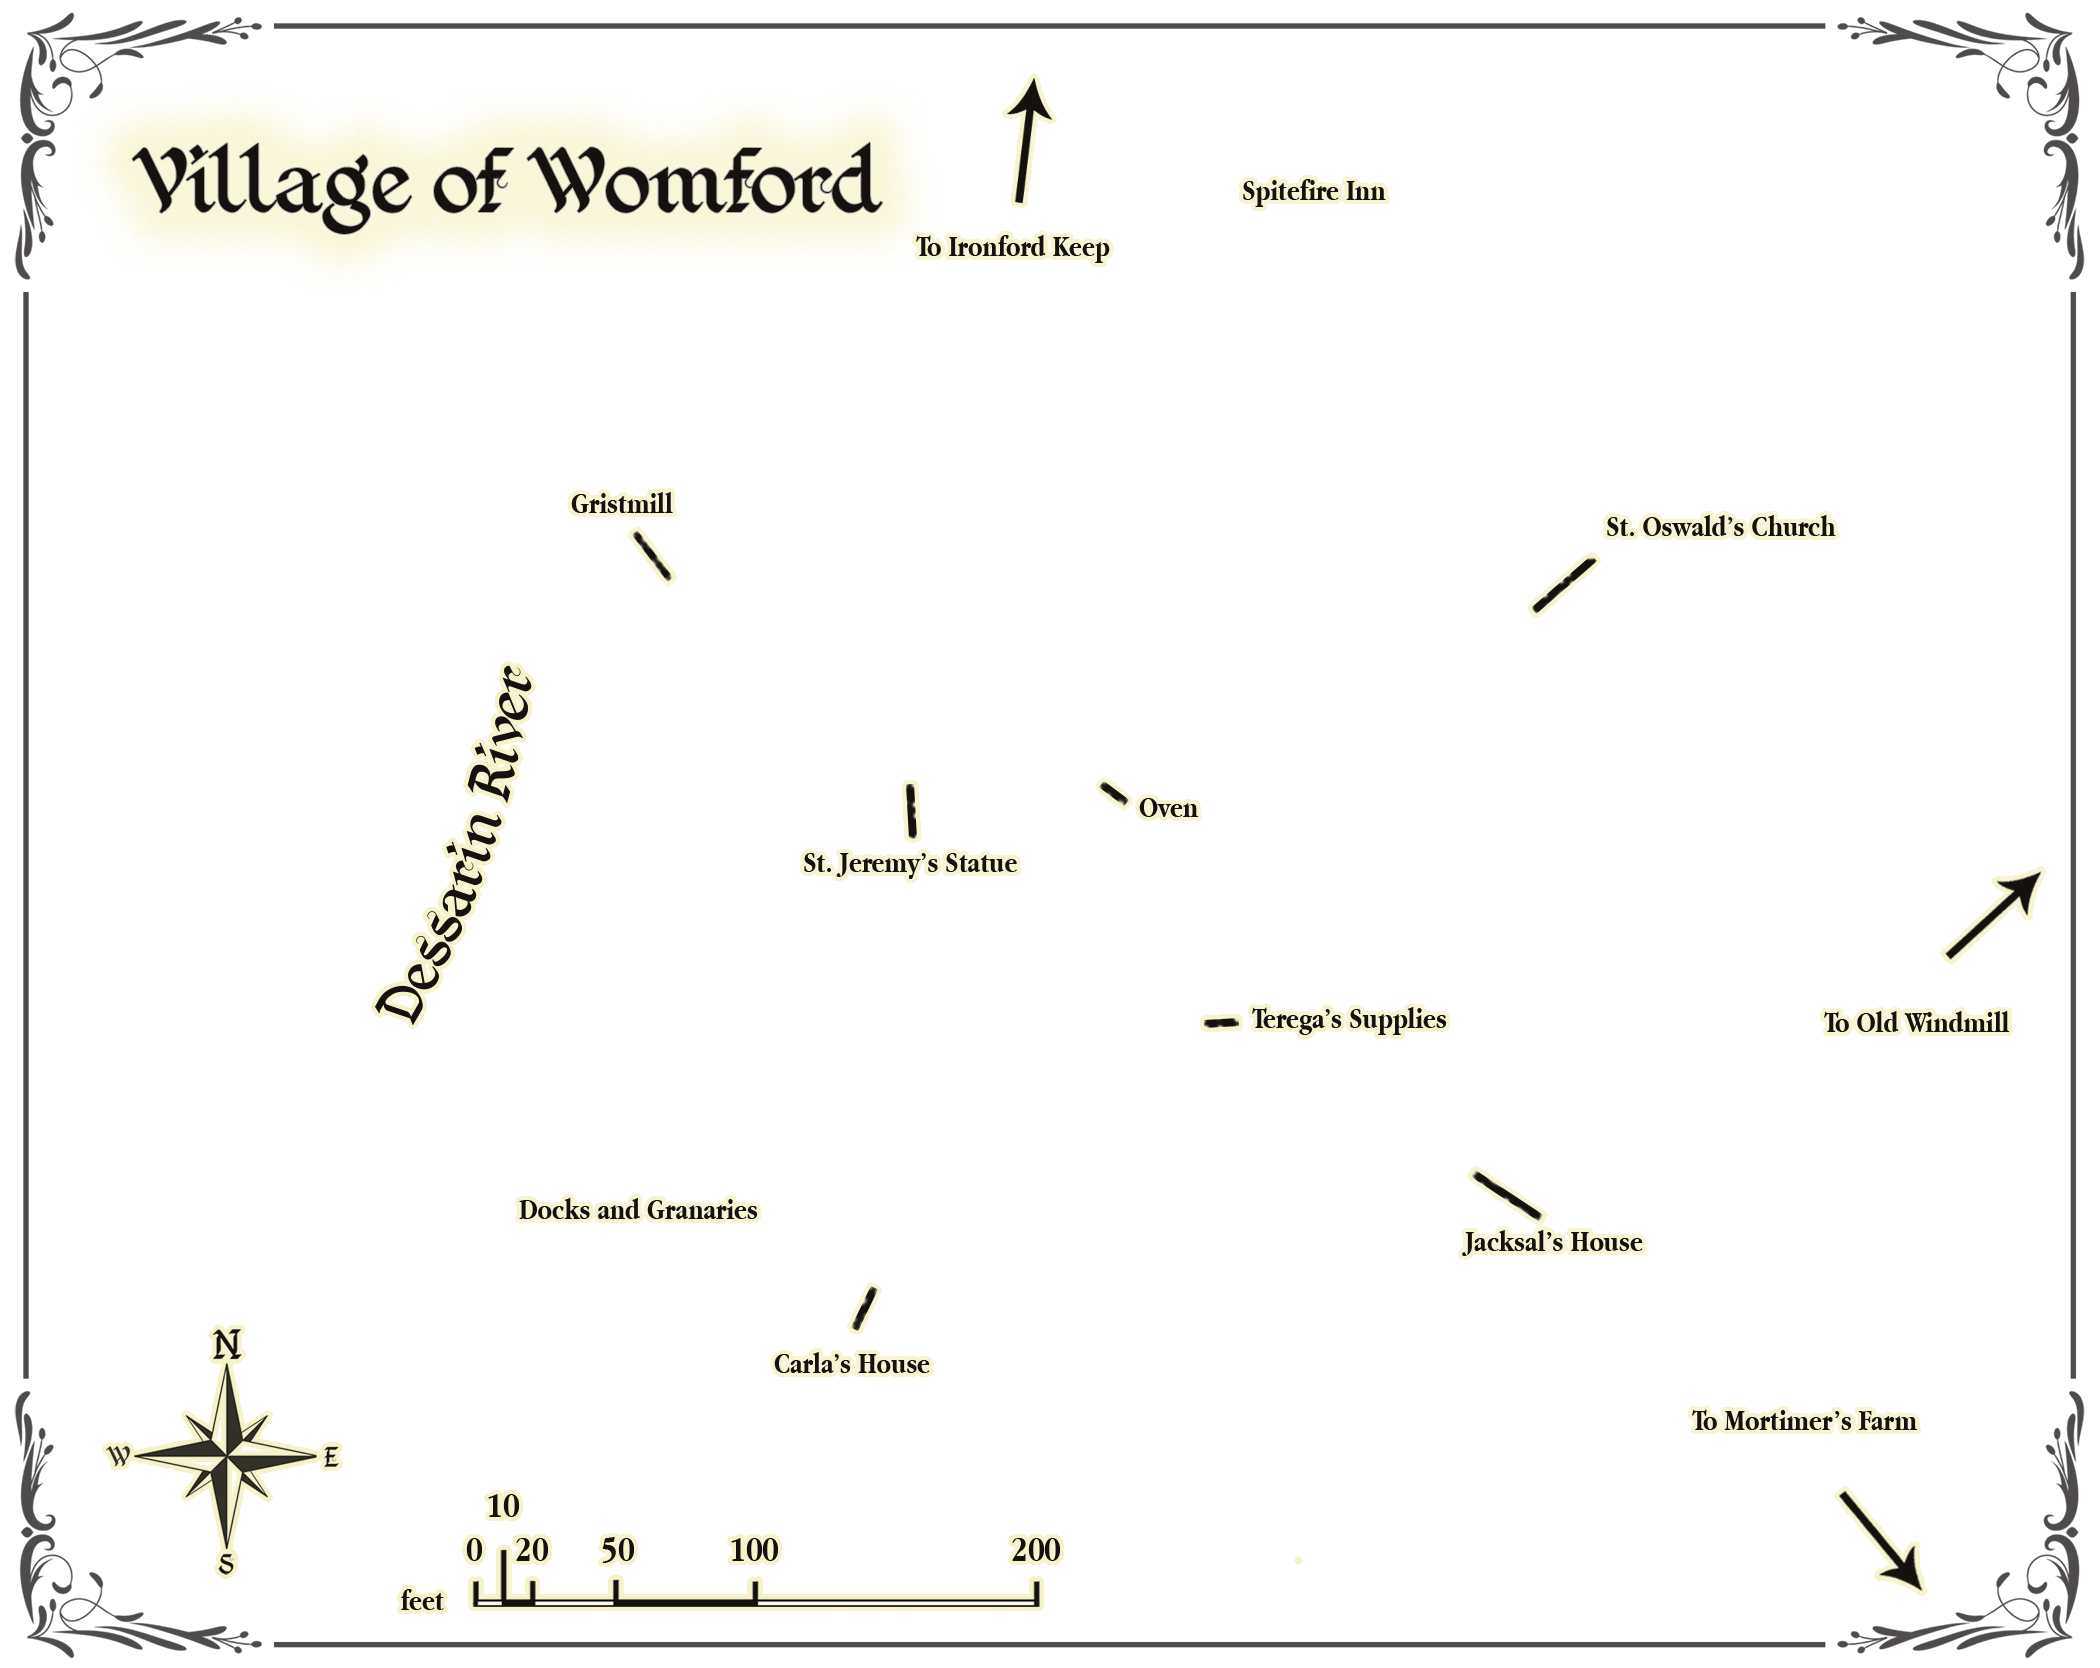 Village of Womford
To Ironford Keep
Spitefire Inn
Gristmill
St. Oswald's Church
Dessarin River
St. Jeremy's Statue
Oven
Terega's Supplies
To Old Windmill
Docks and Granaries
Jacksal's House
Carla's House
To Mortimer's Farm
N
W
E
S
10
0 20 50 100 200
feet